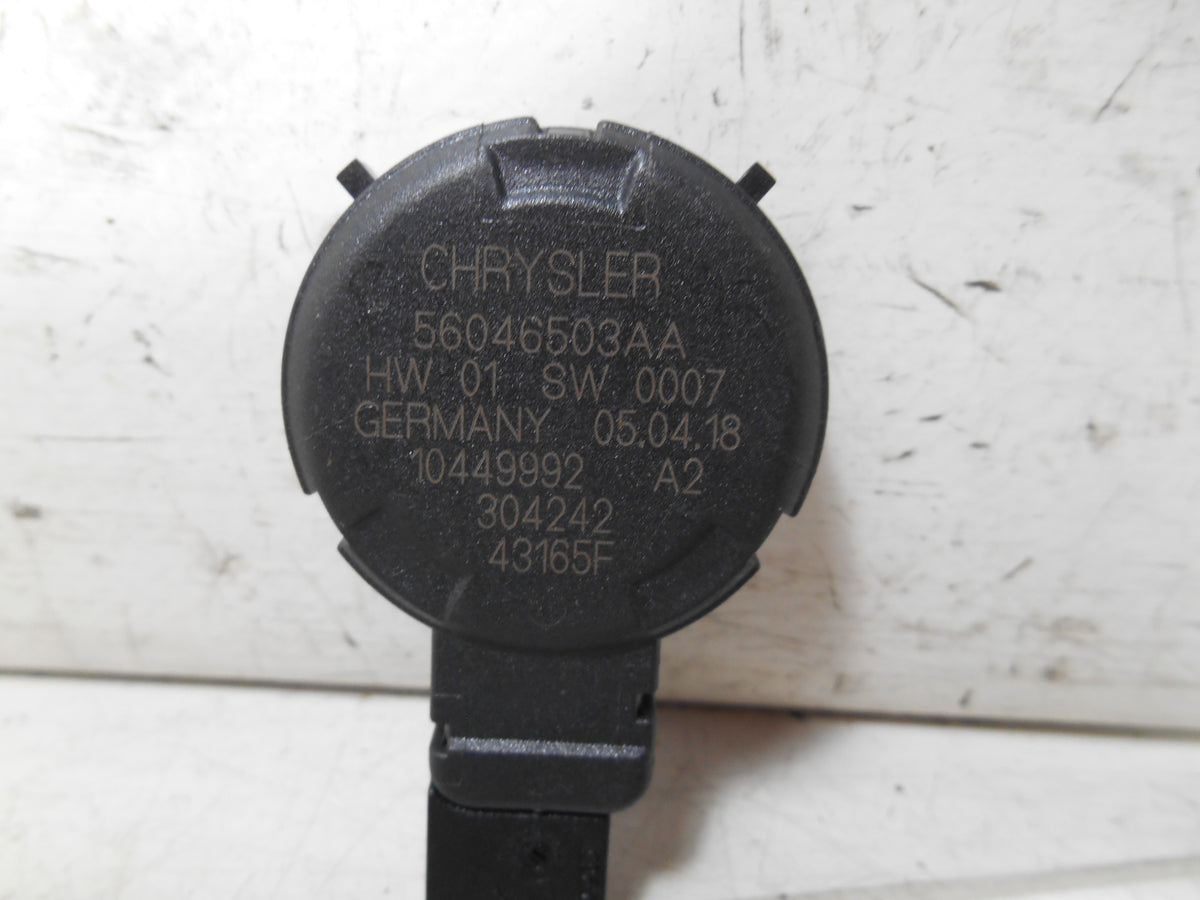 CHRYSLER
56046503AA
HW 01 SW 0007
GERMANY 05.04.18
10449992 A2
304242
43165F